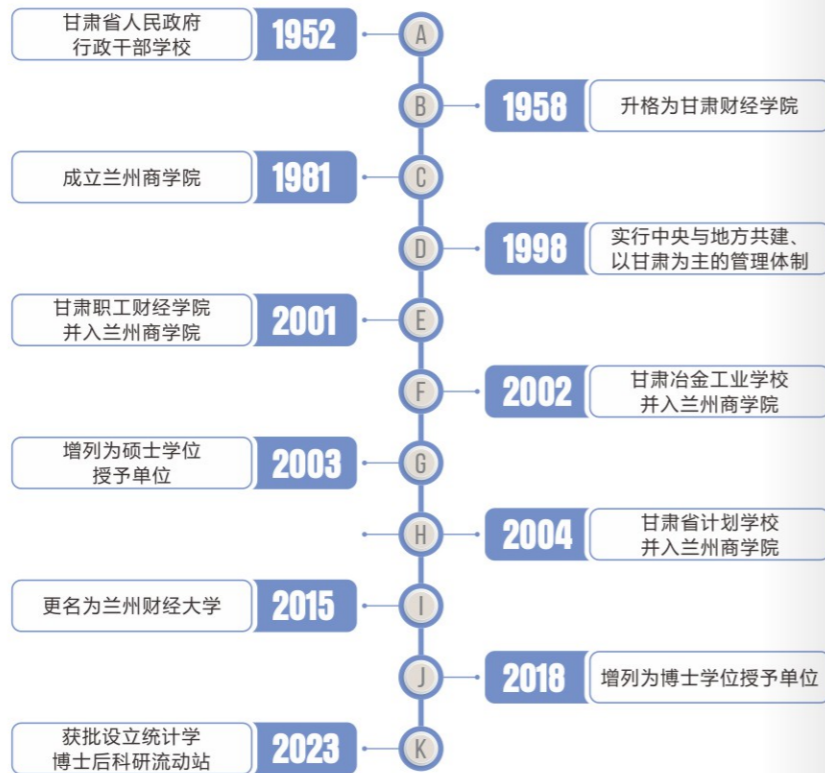 甘肃省人民政府
行政干部学校
1952
A
B
1958
升格为甘肃财经学院
成立兰州商学院
1981
C
D
1998
实行中央与地方共建、
以甘肃为主的管理体制
甘肃职工财经学院
并入兰州商学院
2001
E
F
2002
甘肃冶金工业学校
并入兰州商学院
增列为硕士学位
授予单位
2003
G
H
2004
甘肃省计划学校
并入兰州商学院
更名为兰州财经大学
2015
I
J
2018
增列为博士学位授予单位
获批设立统计学
博士后科研流动站
2023
K